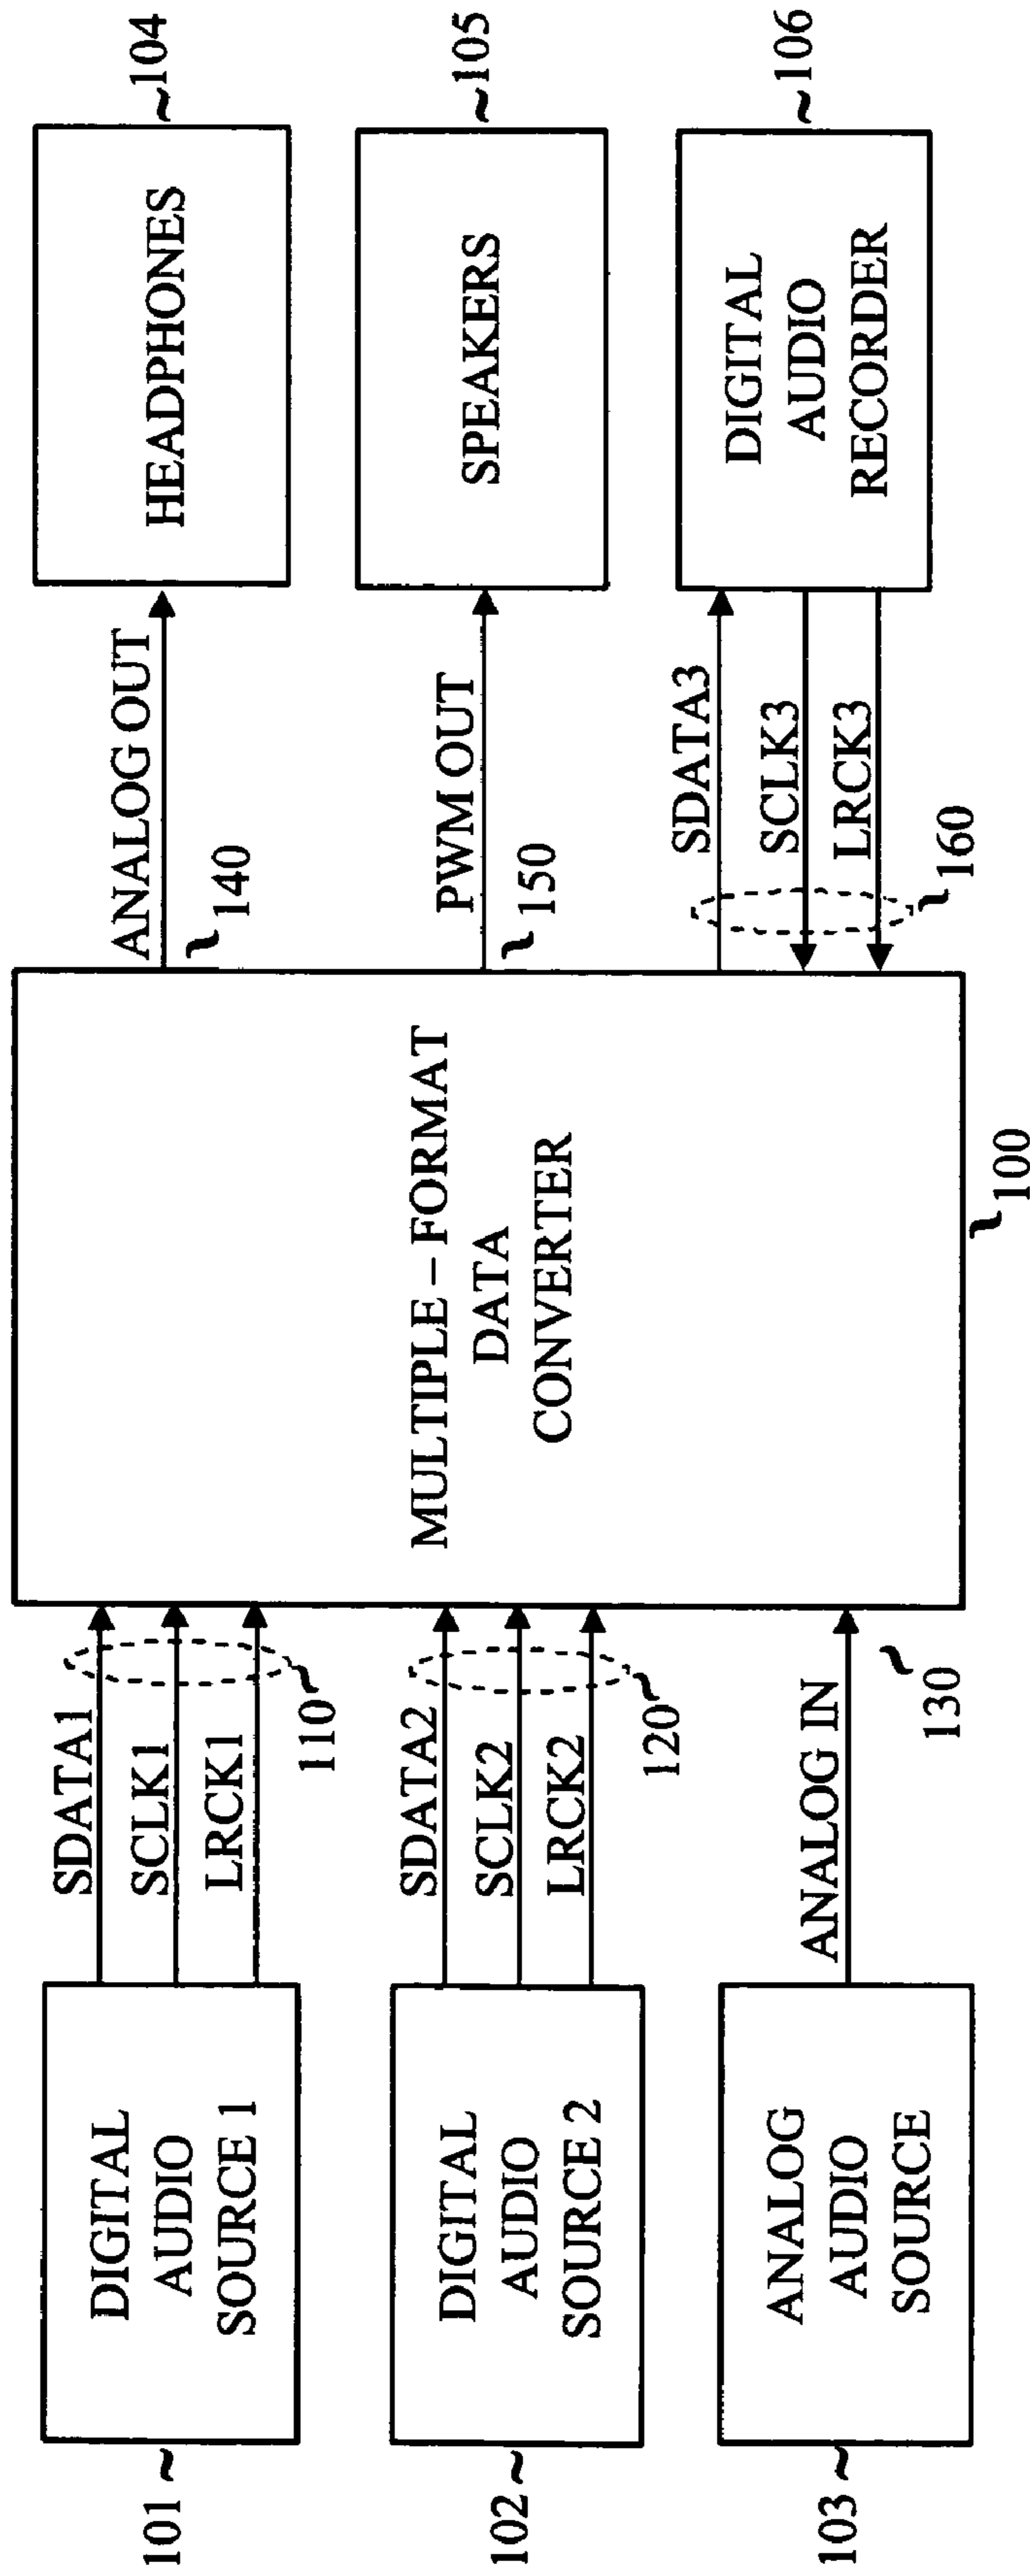 101
DIGITAL
AUDIO
SOURCE 1
SDATA1
SCLK1
LRCK1
110
102
DIGITAL
AUDIO
SOURCE 2
SDATA2
SCLK2
LRCK2
120
103
ANALOG
AUDIO
SOURCE
ANALOG IN
130
MULTIPLE – FORMAT
DATA
CONVERTER
100
ANALOG OUT
140
HEADPHONES
104
PWM OUT
150
SPEAKERS
105
SDATA3
SCLK3
LRCK3
160
DIGITAL
AUDIO
RECORDER
106